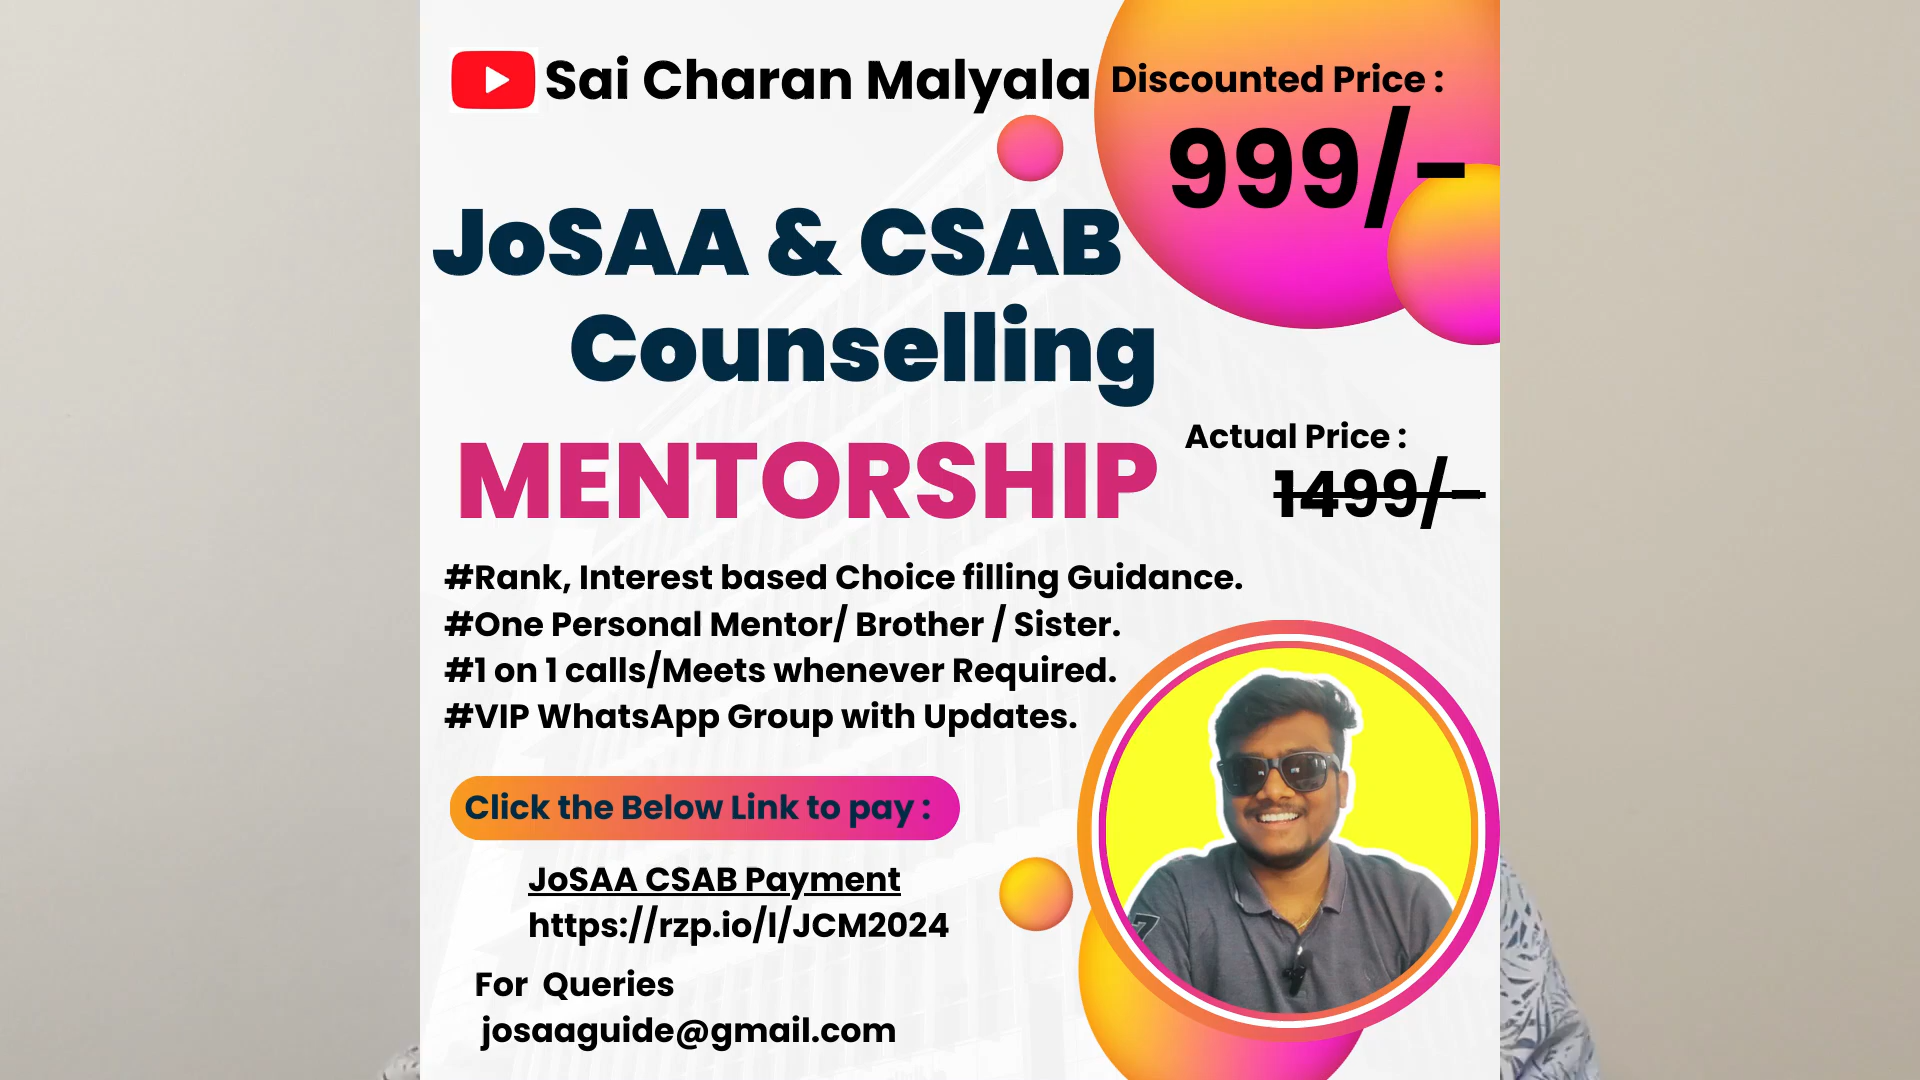 Sai Charan Malyala
Discounted Price :
999/-
JoSAA & CSAB
Counselling
MENTORSHIP
Actual Price :
1499/-
#Rank, Interest based Choice filling Guidance.
#One Personal Mentor/ Brother / Sister.
#1 on 1 calls/Meets whenever Required.
#VIP WhatsApp Group with Updates.
Click the Below Link to pay :
JoSAA CSAB Payment
https://rzp.io/l/JCM2024
For Queries
josaaguide@gmail.com
7